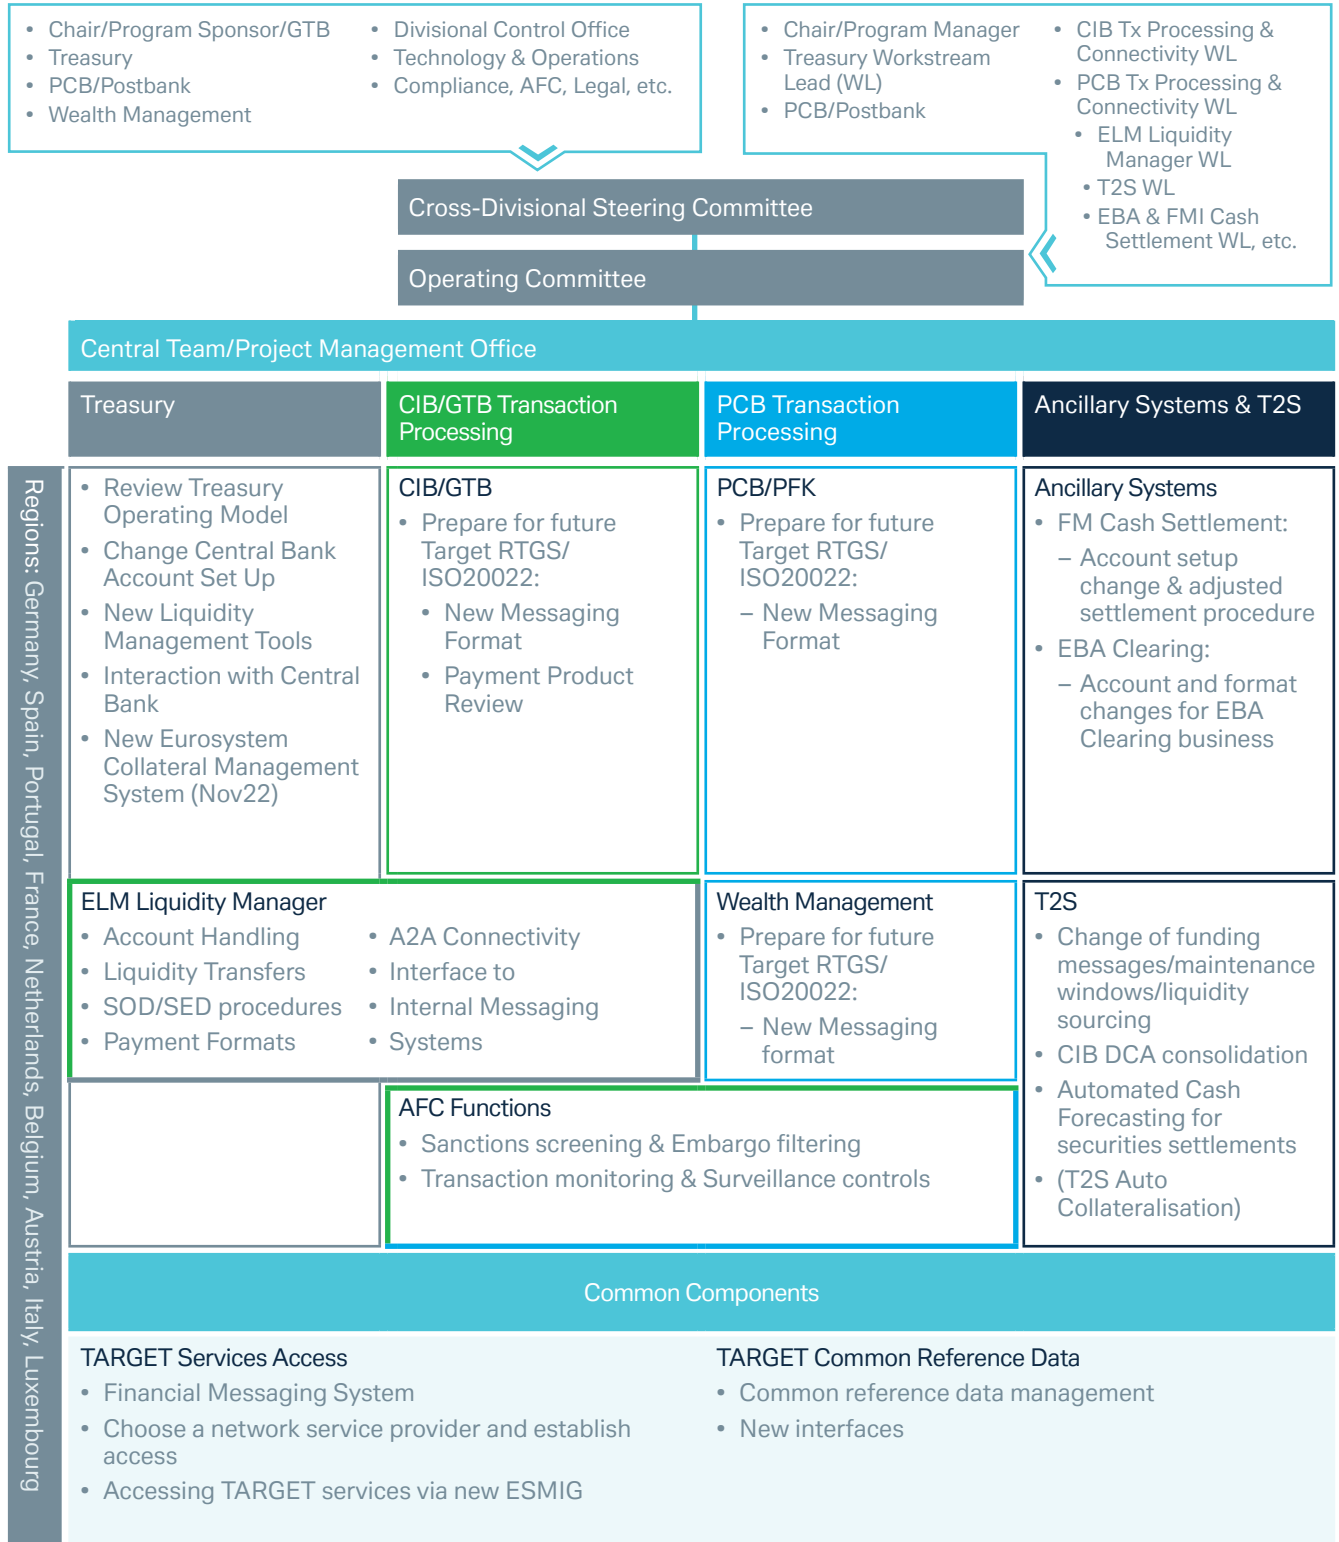 • Chair/Program Sponsor/GTB
• Treasury
• PCB/Postbank
• Wealth Management
• Divisional Control Office
• Technology & Operations
• Compliance, AFC, Legal, etc.
• Chair/Program Manager
• Treasury Workstream
Lead (WL)
• PCB/Postbank
• CIB Tx Processing &
Connectivity WL
• PCB Tx Processing &
Connectivity WL
• ELM Liquidity
Manager WL
• T2S WL
• EBA & FMI Cash
Settlement WL, etc.
Cross-Divisional Steering Committee
Operating Committee
Central Team/Project Management Office
Treasury
CIB/GTB Transaction
Processing
PCB Transaction
Processing
Ancillary Systems & T2S
Regions: Germany, Spain, Portugal, France, Netherlands, Belgium, Austria, Italy, Luxembourg
• Review Treasury
Operating Model
• Change Central Bank
Account Set Up
• New Liquidity
Management Tools
• Interaction with Central
Bank
• New Eurosystem
Collateral Management
System (Nov22)
CIB/GTB
• Prepare for future
Target RTGS/
ISO20022:
• New Messaging
Format
• Payment Product
Review
PCB/PFK
• Prepare for future
Target RTGS/
ISO20022:
– New Messaging
Format
Ancillary Systems
• FM Cash Settlement:
– Account setup
change & adjusted
settlement procedure
• EBA Clearing:
– Account and format
changes for EBA
Clearing business
ELM Liquidity Manager
• Account Handling
• Liquidity Transfers
• SOD/SED procedures
• Payment Formats
• A2A Connectivity
• Interface to
• Internal Messaging
• Systems
Wealth Management
• Prepare for future
Target RTGS/
ISO20022:
– New Messaging
format
T2S
• Change of funding
messages/maintenance
windows/liquidity
sourcing
• CIB DCA consolidation
• Automated Cash
Forecasting for
securities settlements
• (T2S Auto
Collateralisation)
AFC Functions
• Sanctions screening & Embargo filtering
• Transaction monitoring & Surveillance controls
Common Components
TARGET Services Access
• Financial Messaging System
• Choose a network service provider and establish
access
• Accessing TARGET services via new ESMIG
TARGET Common Reference Data
• Common reference data management
• New interfaces